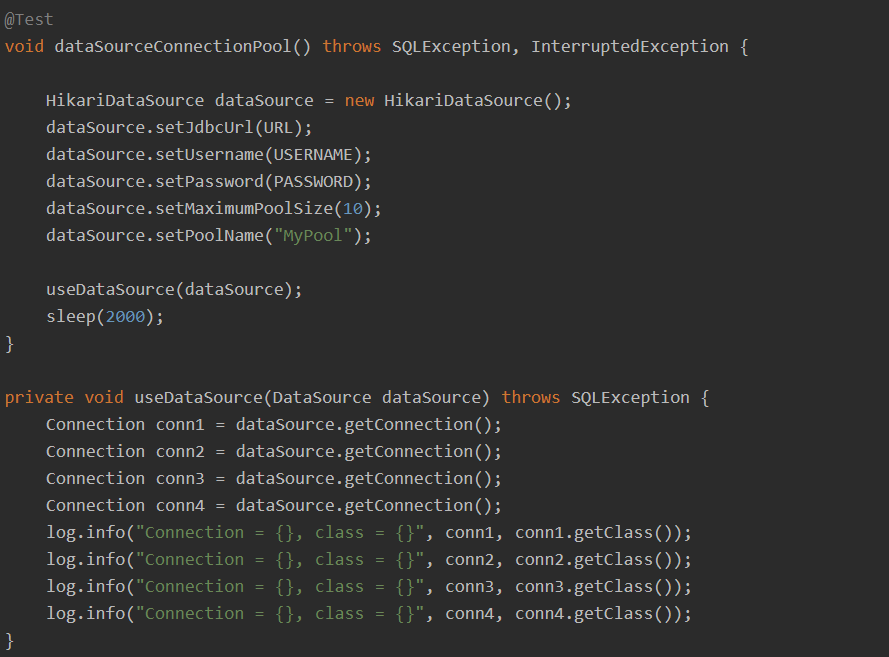 @Test
void dataSourceConnectionPool() throws SQLException, InterruptedException {
HikariDataSource dataSource = new HikariDataSource();
dataSource.setJdbcUrl(URL);
dataSource.setUsername(USERNAME);
dataSource.setPassword(PASSWORD);
dataSource.setMaximumPoolSize(10);
dataSource.setPoolName("MyPool");
useDataSource(dataSource);
sleep(2000);
}
private void useDataSource(DataSource dataSource) throws SQLException {
Connection conn1 = dataSource.getConnection();
Connection conn2 = dataSource.getConnection();
Connection conn3 = dataSource.getConnection();
Connection conn4 = dataSource.getConnection();
log.info("Connection = {}, class = {}", conn1, conn1.getClass());
log.info("Connection = {}, class = {}", conn2, conn2.getClass());
log.info("Connection = {}, class = {}", conn3, conn3.getClass());
log.info("Connection = {}, class = {}", conn4, conn4.getClass());
}